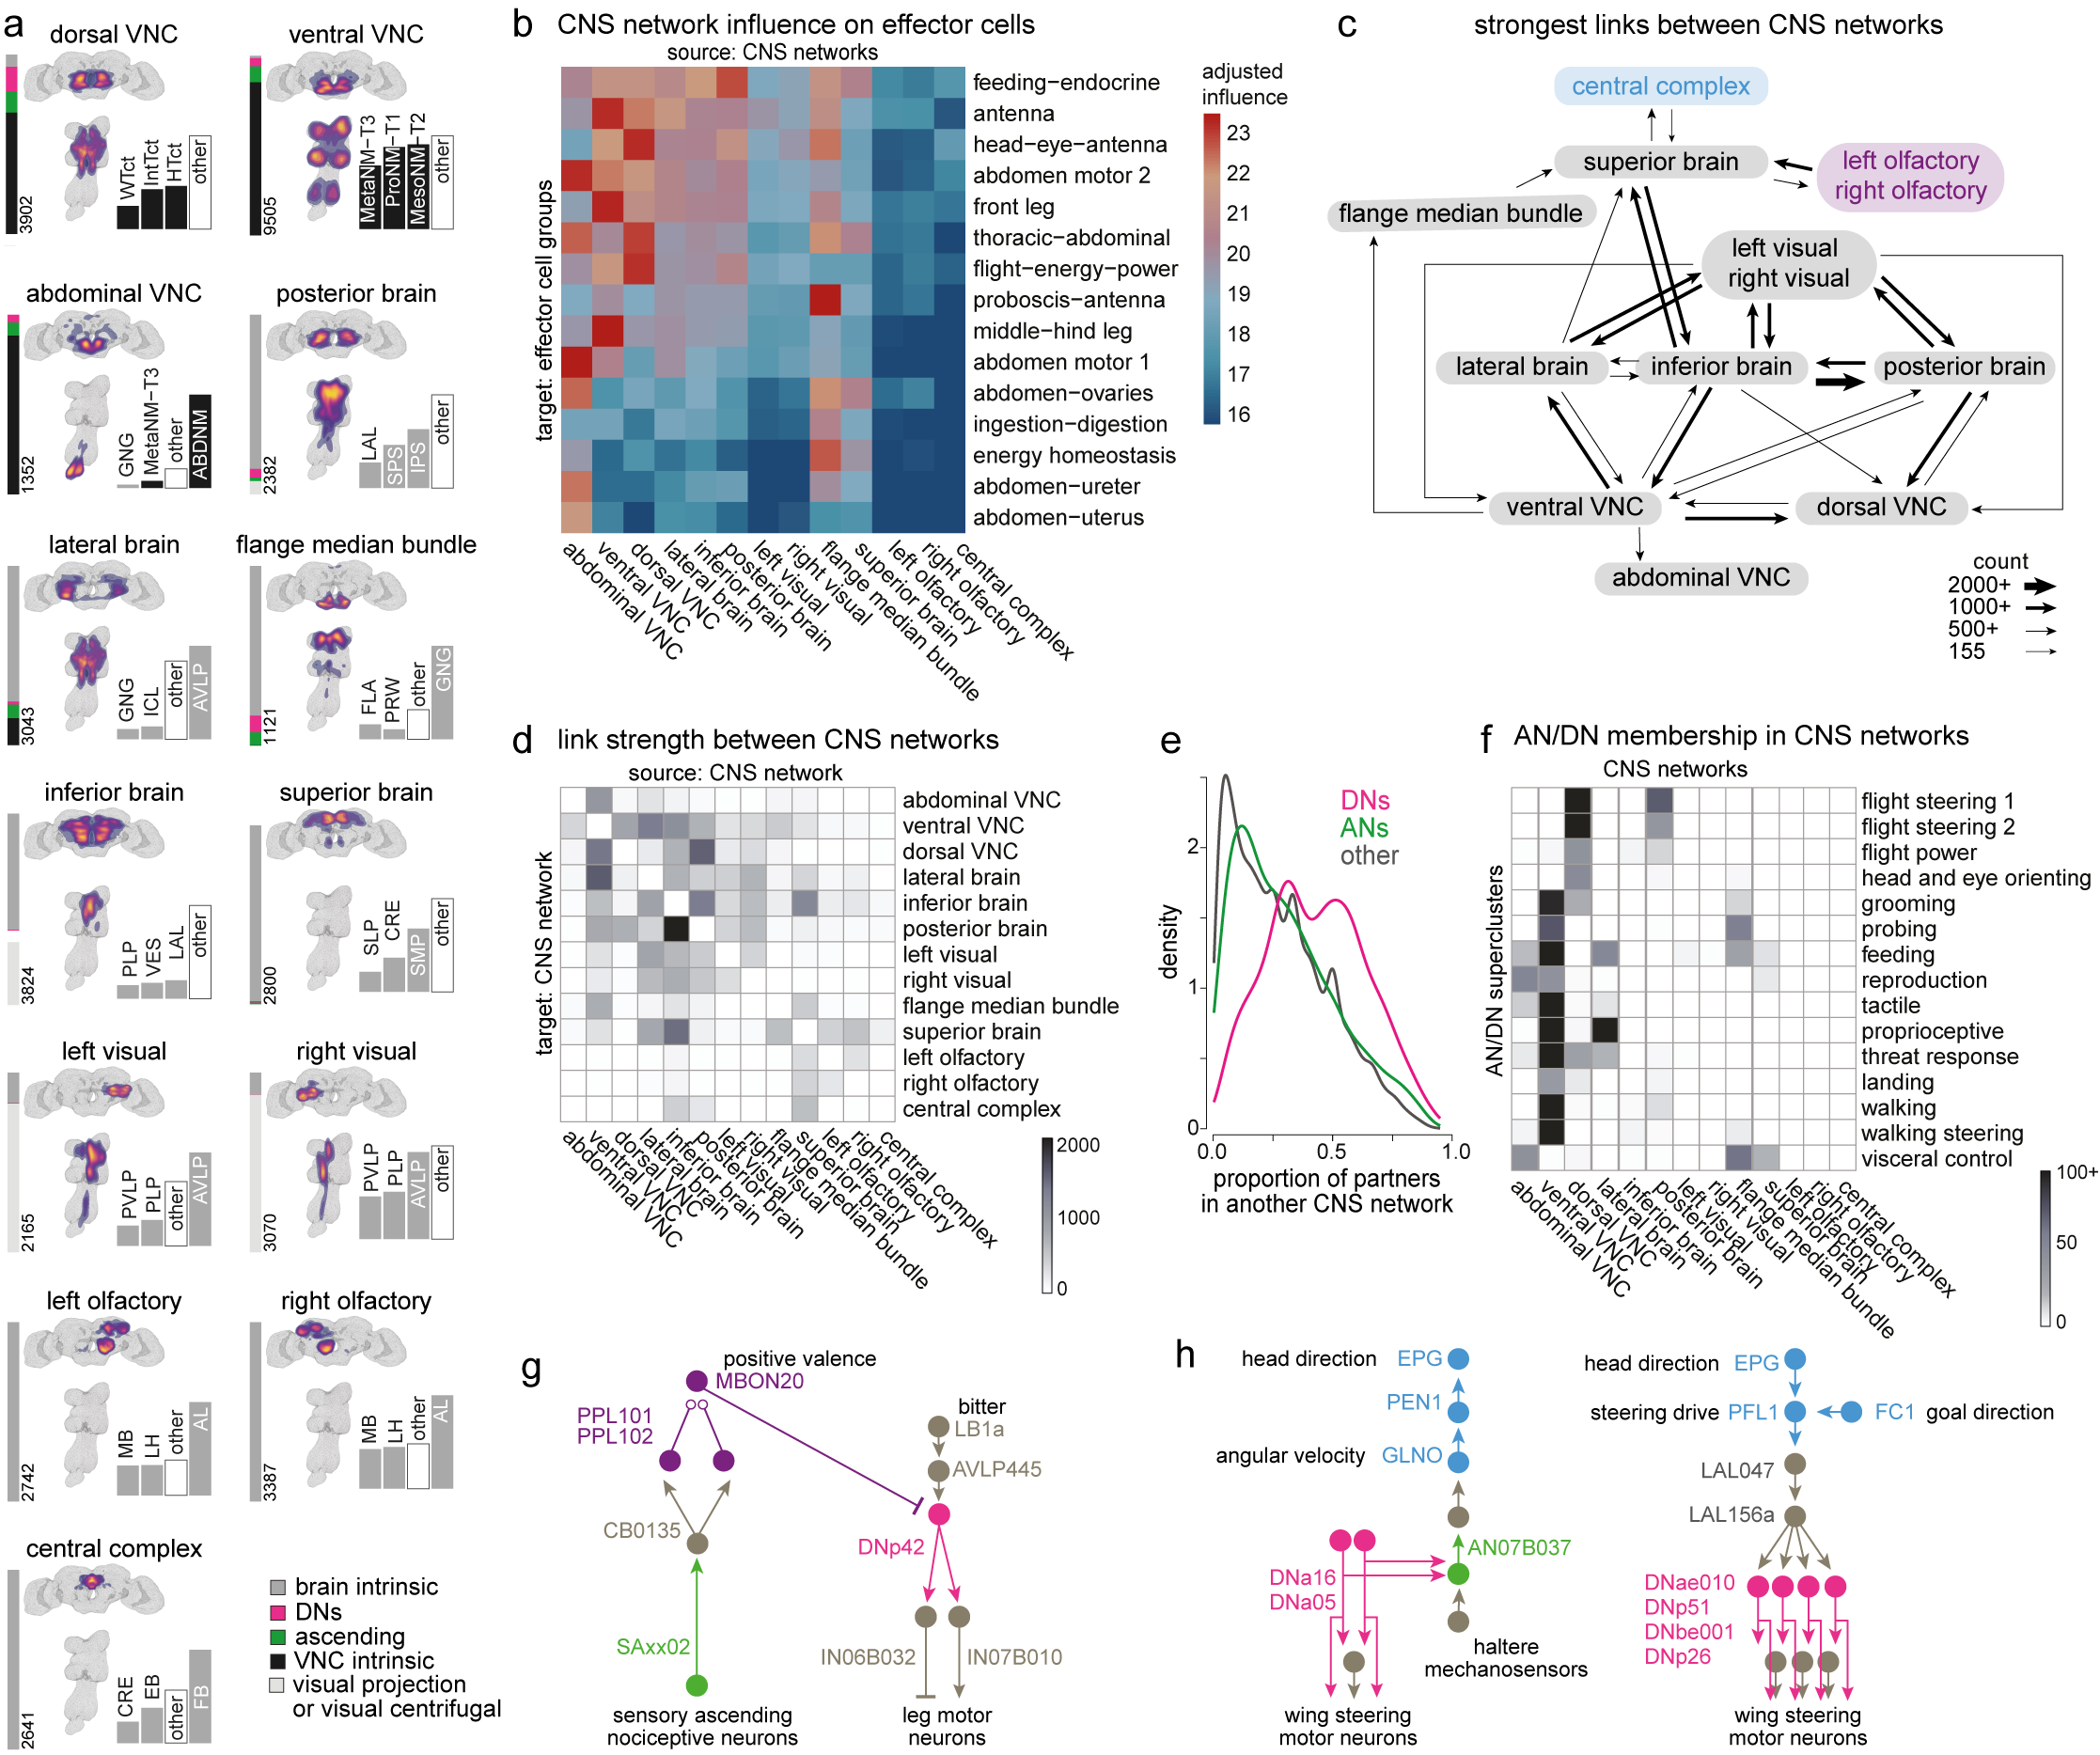 a
dorsal VNC
3902
WTct
IntTct
HTct
other
ventral VNC
9505
MetaNM−T3
ProNM−T1
MesoNM−T2
other
abdominal VNC
1352
GNG
MetaNM−T3
other
ABDNM
posterior brain
2382
LAL
SPS
IPS
other
lateral brain
3043
GNG
ICL
other
AVLP
flange median bundle
1121
FLA
PRW
other
GNG
inferior brain
3824
PLP
VES
LAL
other
superior brain
2800
SLP
CRE
SMP
other
left visual
2165
PVLP
PLP
other
AVLP
right visual
3070
PVLP
PLP
AVLP
other
left olfactory
2742
MB
LH
other
AL
right olfactory
3387
MB
LH
other
AL
central complex
2641
CRE
EB
other
FB
brain intrinsic
DNs
ascending
VNC intrinsic
visual projection
or visual centrifugal
b CNS network influence on effector cells
source: CNS networks
target: effector cell groups
feeding−endocrine
antenna
head−eye−antenna
abdomen motor 2
front leg
thoracic−abdominal
flight−energy−power
proboscis−antenna
middle−hind leg
abdomen motor 1
abdomen−ovaries
ingestion−digestion
energy homeostasis
abdomen−ureter
abdomen−uterus
abdominal VNC
ventral VNC
dorsal VNC
lateral brain
inferior brain
posterior brain
left visual
right visual
flange median bundle
superior brain
left olfactory
right olfactory
central complex
adjusted
influence
23
22
21
20
19
18
17
16
c strongest links between CNS networks
central complex
superior brain
left olfactory
right olfactory
flange median bundle
left visual
right visual
lateral brain
inferior brain
posterior brain
ventral VNC
dorsal VNC
abdominal VNC
count
2000+
1000+
500+
155
d link strength between CNS networks
source: CNS network
target: CNS network
abdominal VNC
ventral VNC
dorsal VNC
lateral brain
inferior brain
posterior brain
left visual
right visual
flange median bundle
superior brain
left olfactory
right olfactory
central complex
abdominal VNC
ventral VNC
dorsal VNC
lateral brain
inferior brain
posterior brain
left visual
right visual
flange median bundle
superior brain
left olfactory
right olfactory
central complex
2000
1000
0
e
DNs
ANs
other
density
2
1
0
0.0
0.5
1.0
proportion of partners
in another CNS network
f AN/DN membership in CNS networks
CNS networks
AN/DN superclusters
flight steering 1
flight steering 2
flight power
head and eye orienting
grooming
probing
feeding
reproduction
tactile
proprioceptive
threat response
landing
walking
walking steering
visceral control
abdominal VNC
ventral VNC
dorsal VNC
lateral brain
inferior brain
posterior brain
left visual
right visual
flange median bundle
superior brain
left olfactory
right olfactory
central complex
100+
50
0
g
positive valence
MBON20
PPL101
PPL102
CB0135
SAxx02
sensory ascending
nociceptive neurons
bitter
LB1a
AVLP445
DNp42
IN06B032
IN07B010
leg motor
neurons
h
head direction EPG
PEN1
angular velocity GLNO
AN07B037
DNa16
DNa05
haltere
mechanosensors
wing steering
motor neurons
head direction EPG
steering drive PFL1
FC1 goal direction
LAL047
LAL156a
DNae010
DNp51
DNbe001
DNp26
wing steering
motor neurons